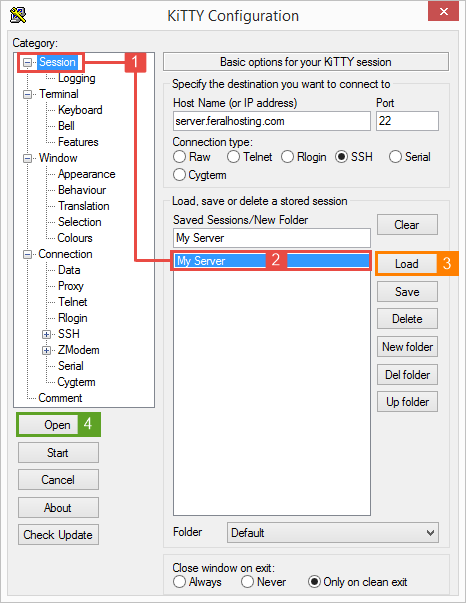 KiTTY Configuration
Category:
Session 1
Logging
Terminal
Keyboard
Bell
Features
Window
Appearance
Behaviour
Translation
Selection
Colours
Connection
Data
Proxy
Telnet
Rlogin
SSH
ZModem
Serial
Cygterm
Comment
Open 4
Start
Cancel
About
Check Update
Basic options for your KiTTY session
Specify the destination you want to connect to
Host Name (or IP address) Port
server.feralhosting.com 22
Connection type:
Raw Telnet Rlogin SSH Serial
Cygterm
Load, save or delete a stored session
Saved Sessions/New Folder
My Server
My Server 2
Clear
Load 3
Save
Delete
New folder
Del folder
Up folder
Folder Default
Close window on exit:
Always Never Only on clean exit